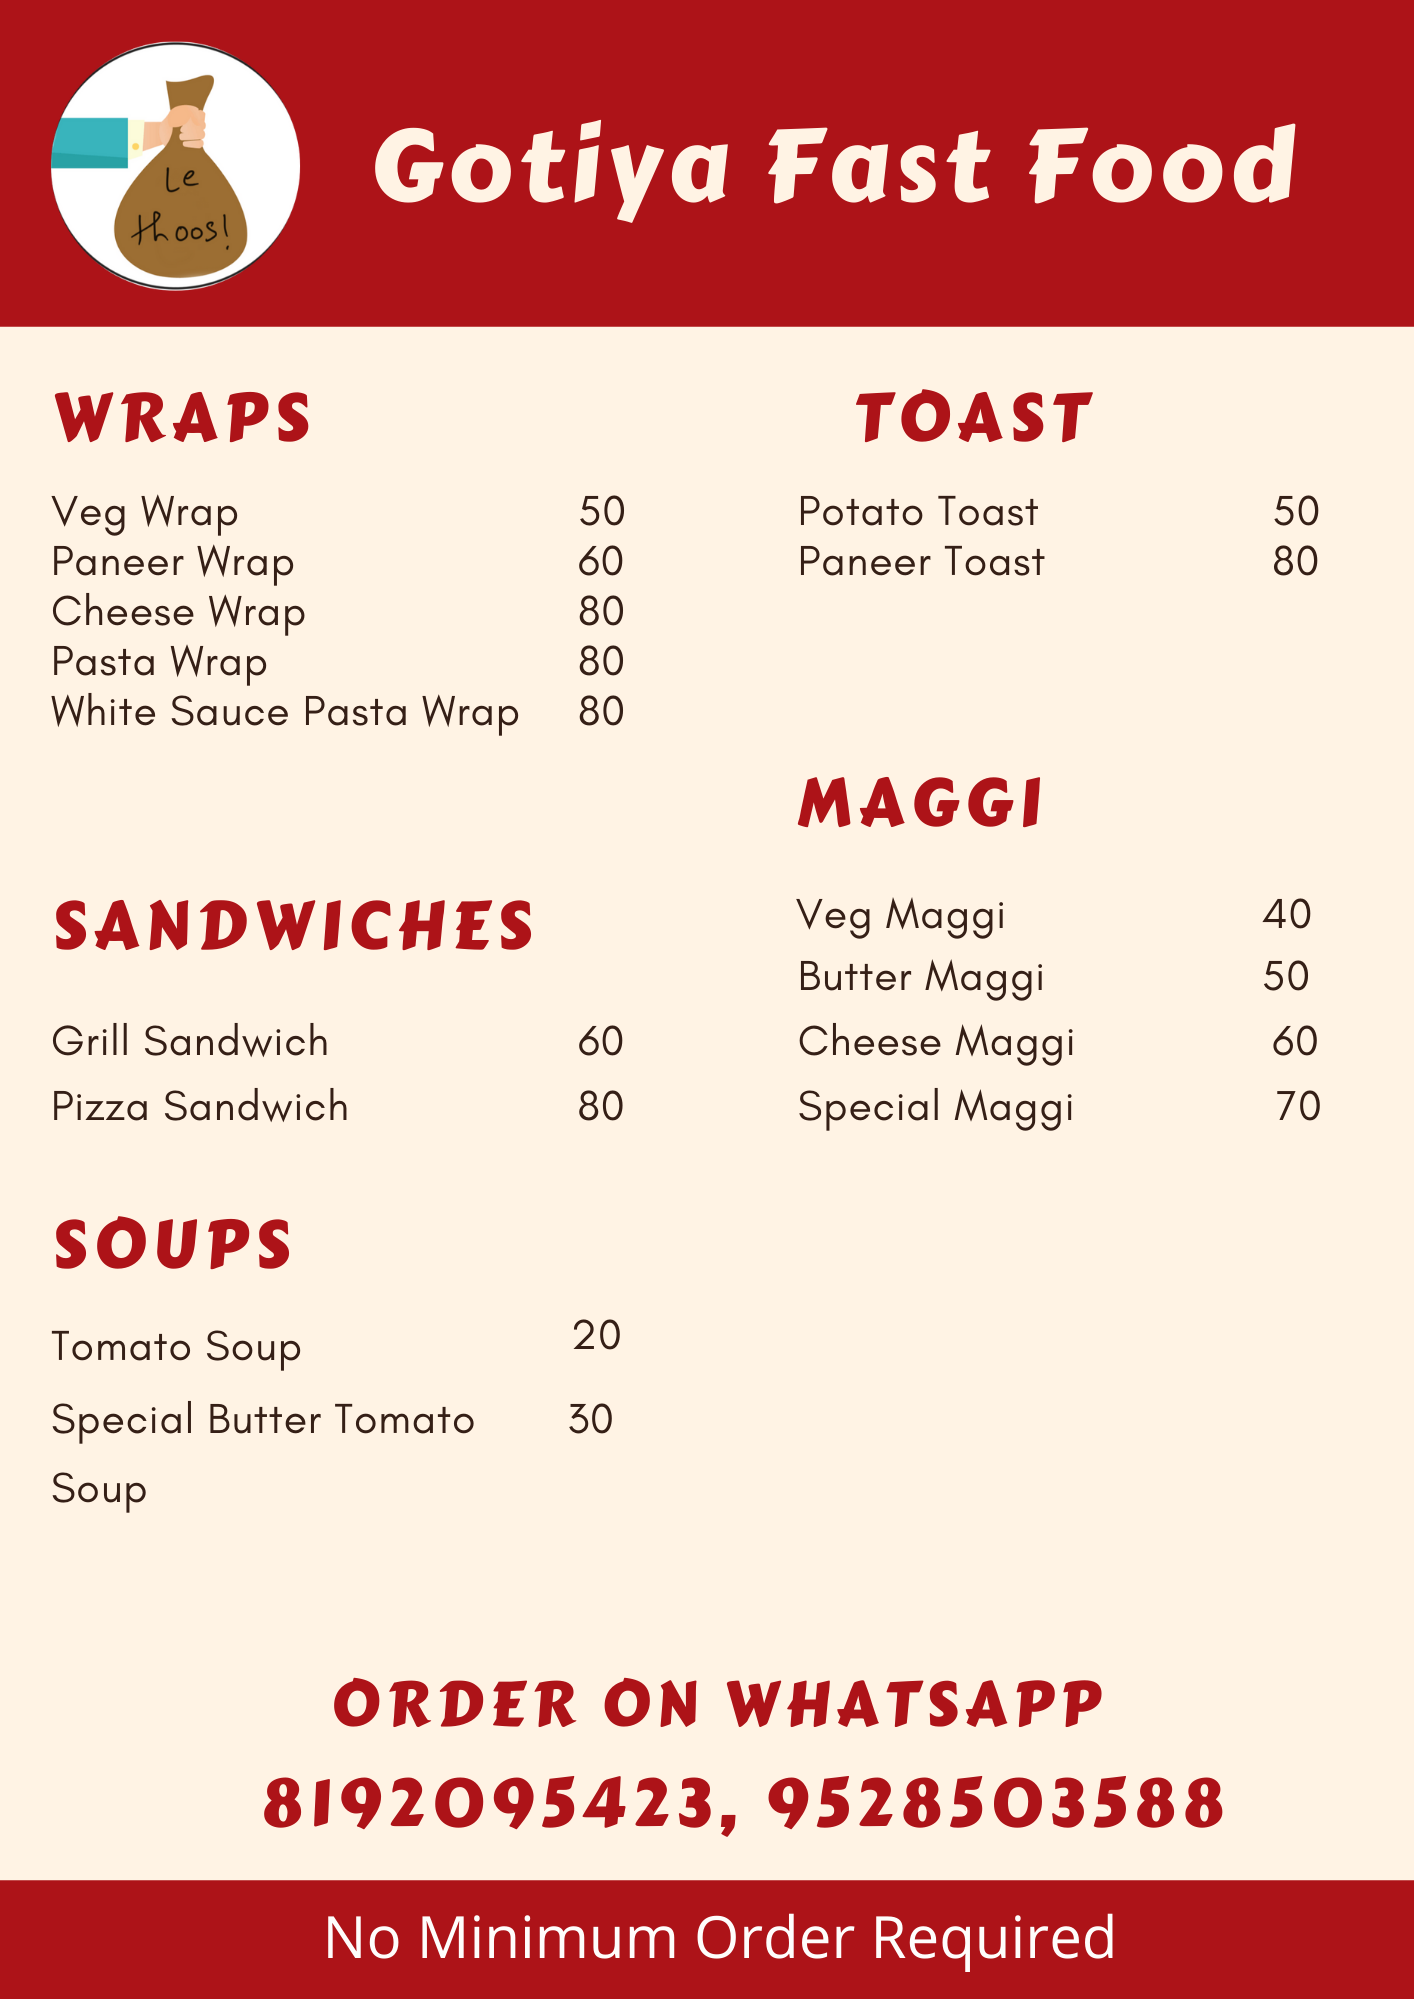 Le
thoos!
Gotiya Fast Food
WRAPS
Veg Wrap 50
Paneer Wrap 60
Cheese Wrap 80
Pasta Wrap 80
White Sauce Pasta Wrap 80
SANDWICHES
Grill Sandwich 60
Pizza Sandwich 80
SOUPS
Tomato Soup 20
Special Butter Tomato 30
Soup
TOAST
Potato Toast 50
Paneer Toast 80
MAGGI
Veg Maggi 40
Butter Maggi 50
Cheese Maggi 60
Special Maggi 70
ORDER ON WHATSAPP
8192095423, 9528503588
No Minimum Order Required